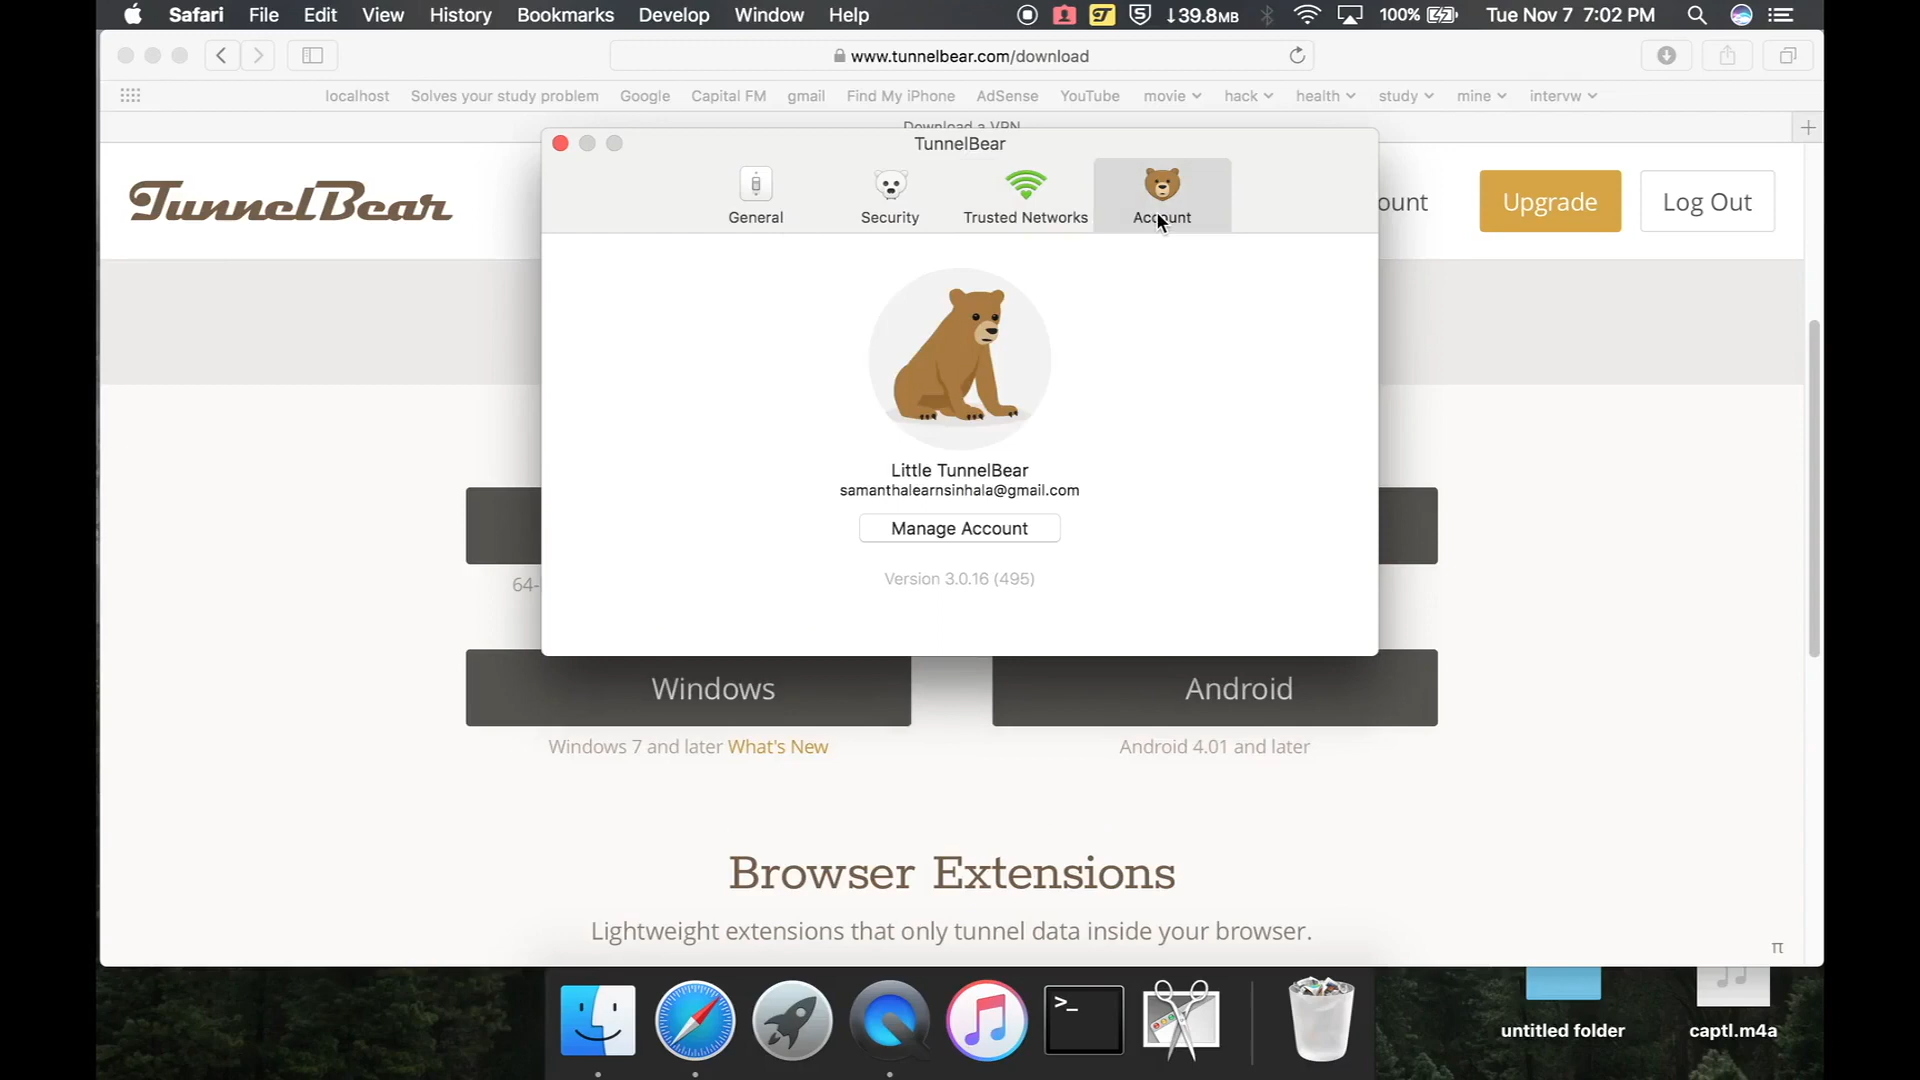 Safari File Edit View History Bookmarks Develop Window Help ↓39.8MB 100% Tue Nov 7 7:02 PM
www.tunnelbear.com/download
localhost Solves your study problem Google Capital FM gmail Find My iPhone AdSense YouTube movie hack health study mine intervw
Download a VPN
TunnelBear
TunnelBear
General Security Trusted Networks Account
ount Upgrade Log Out
Little TunnelBear
samanthalearnsinhala@gmail.com
Manage Account
Version 3.0.16 (495)
64-
Windows Android
Windows 7 and later What's New Android 4.01 and later
Browser Extensions
Lightweight extensions that only tunnel data inside your browser.
π
>_
untitled folder captl.m4a